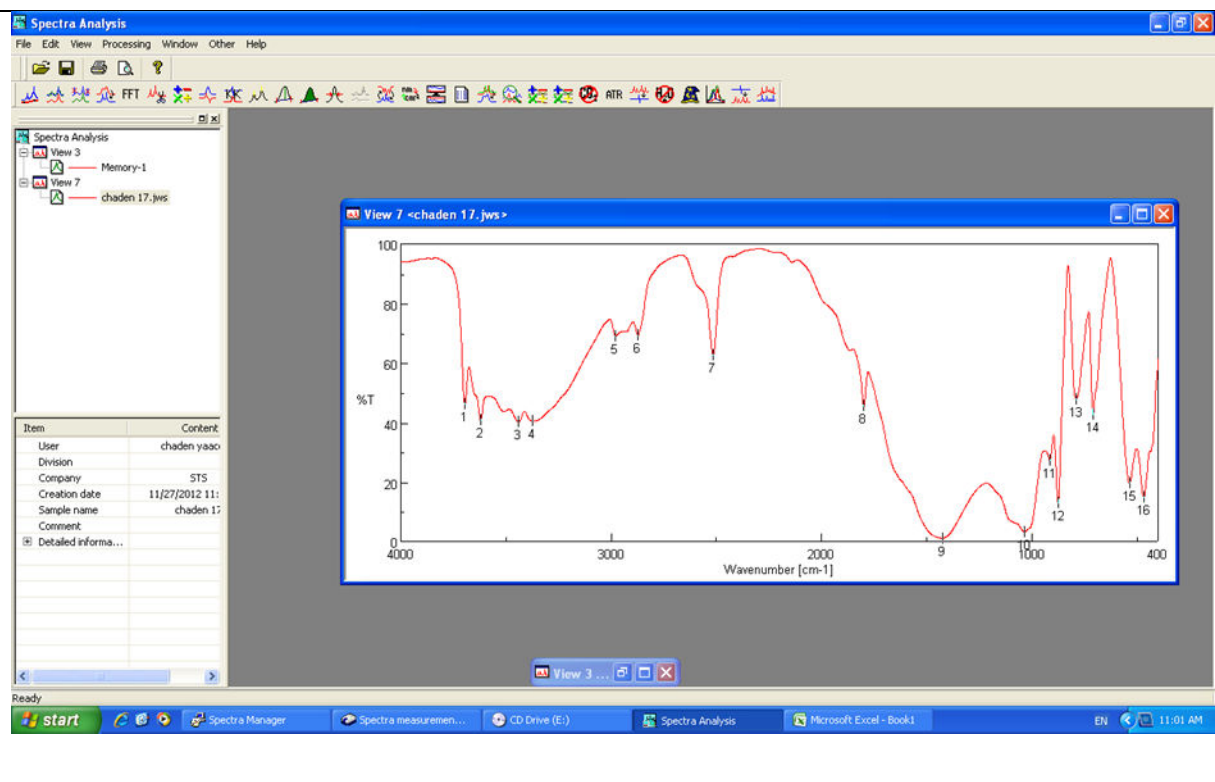 Spectra Analysis
File Edit View Processing Window Other Help
FFT ATR
Spectra Analysis
View 3
Memory-1
View 7
chaden 17.jws
View 7 <chaden 17.jws>
100
80
60
%T
40
20
0
1
2
3
4
5
6
7
8
9
10
11
12
13
14
15
16
4000
3000
2000
1000
400
Wavenumber [cm-1]
Item Content
User chaden yaaco
Division
Company STS
Creation date 11/27/2012 11:
Sample name chaden 17
Comment
Detailed informa...
View 3 ...
Ready
start Spectra Manager Spectra measuremen... CD Drive (E:) Spectra Analysis Microsoft Excel - Book1 EN 11:01 AM